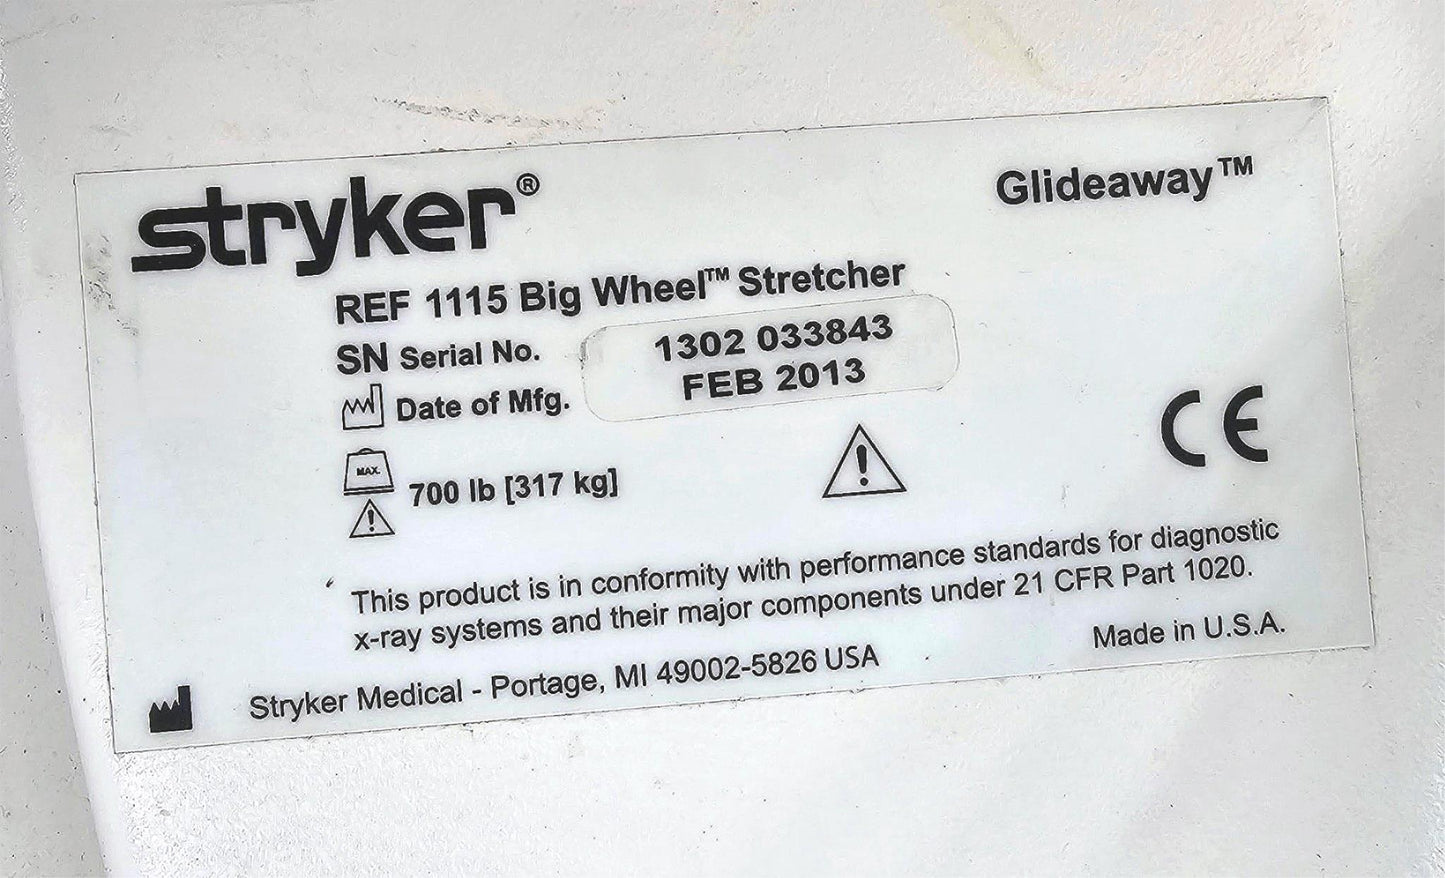 stryker®
Glideaway™
REF 1115 Big Wheel™ Stretcher
SN Serial No. 1302 033843
Date of Mfg. FEB 2013
MAX.
700 lb [317 kg]
CE
This product is in conformity with performance standards for diagnostic
x-ray systems and their major components under 21 CFR Part 1020.
Made in U.S.A.
Stryker Medical - Portage, MI 49002-5826 USA